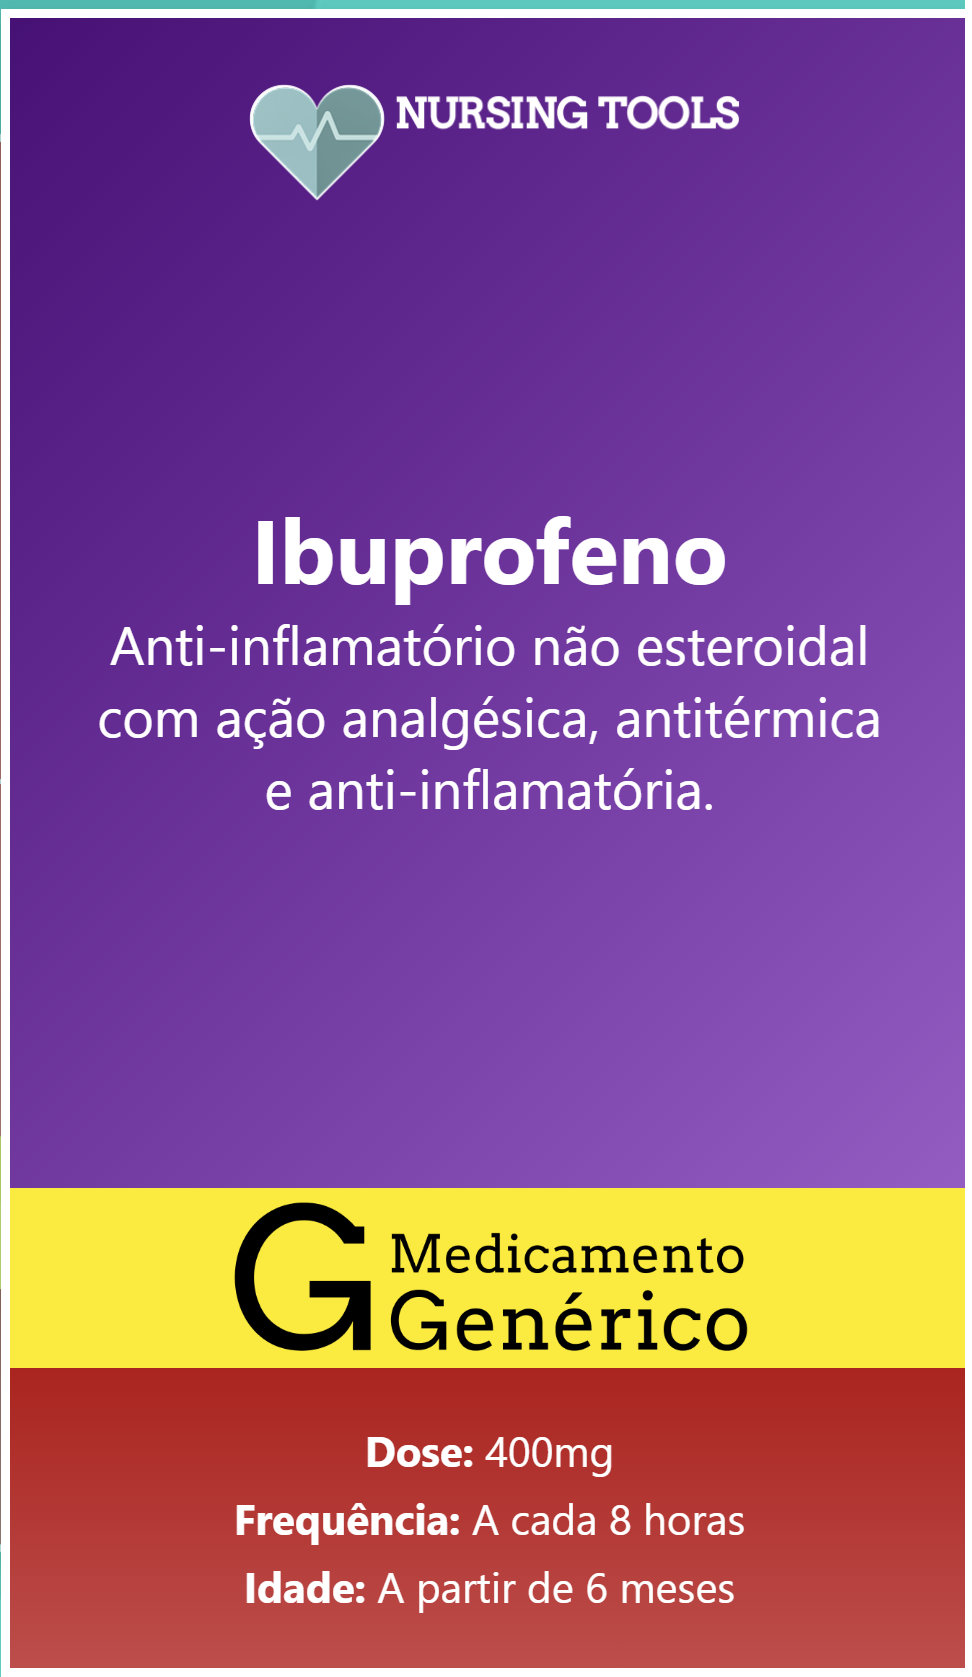 NURSING TOOLS
Ibuprofeno
Anti-inflamatório não esteroidal
com ação analgésica, antitérmica
e anti-inflamatória.
G Medicamento
Genérico
Dose: 400mg
Frequência: A cada 8 horas
Idade: A partir de 6 meses